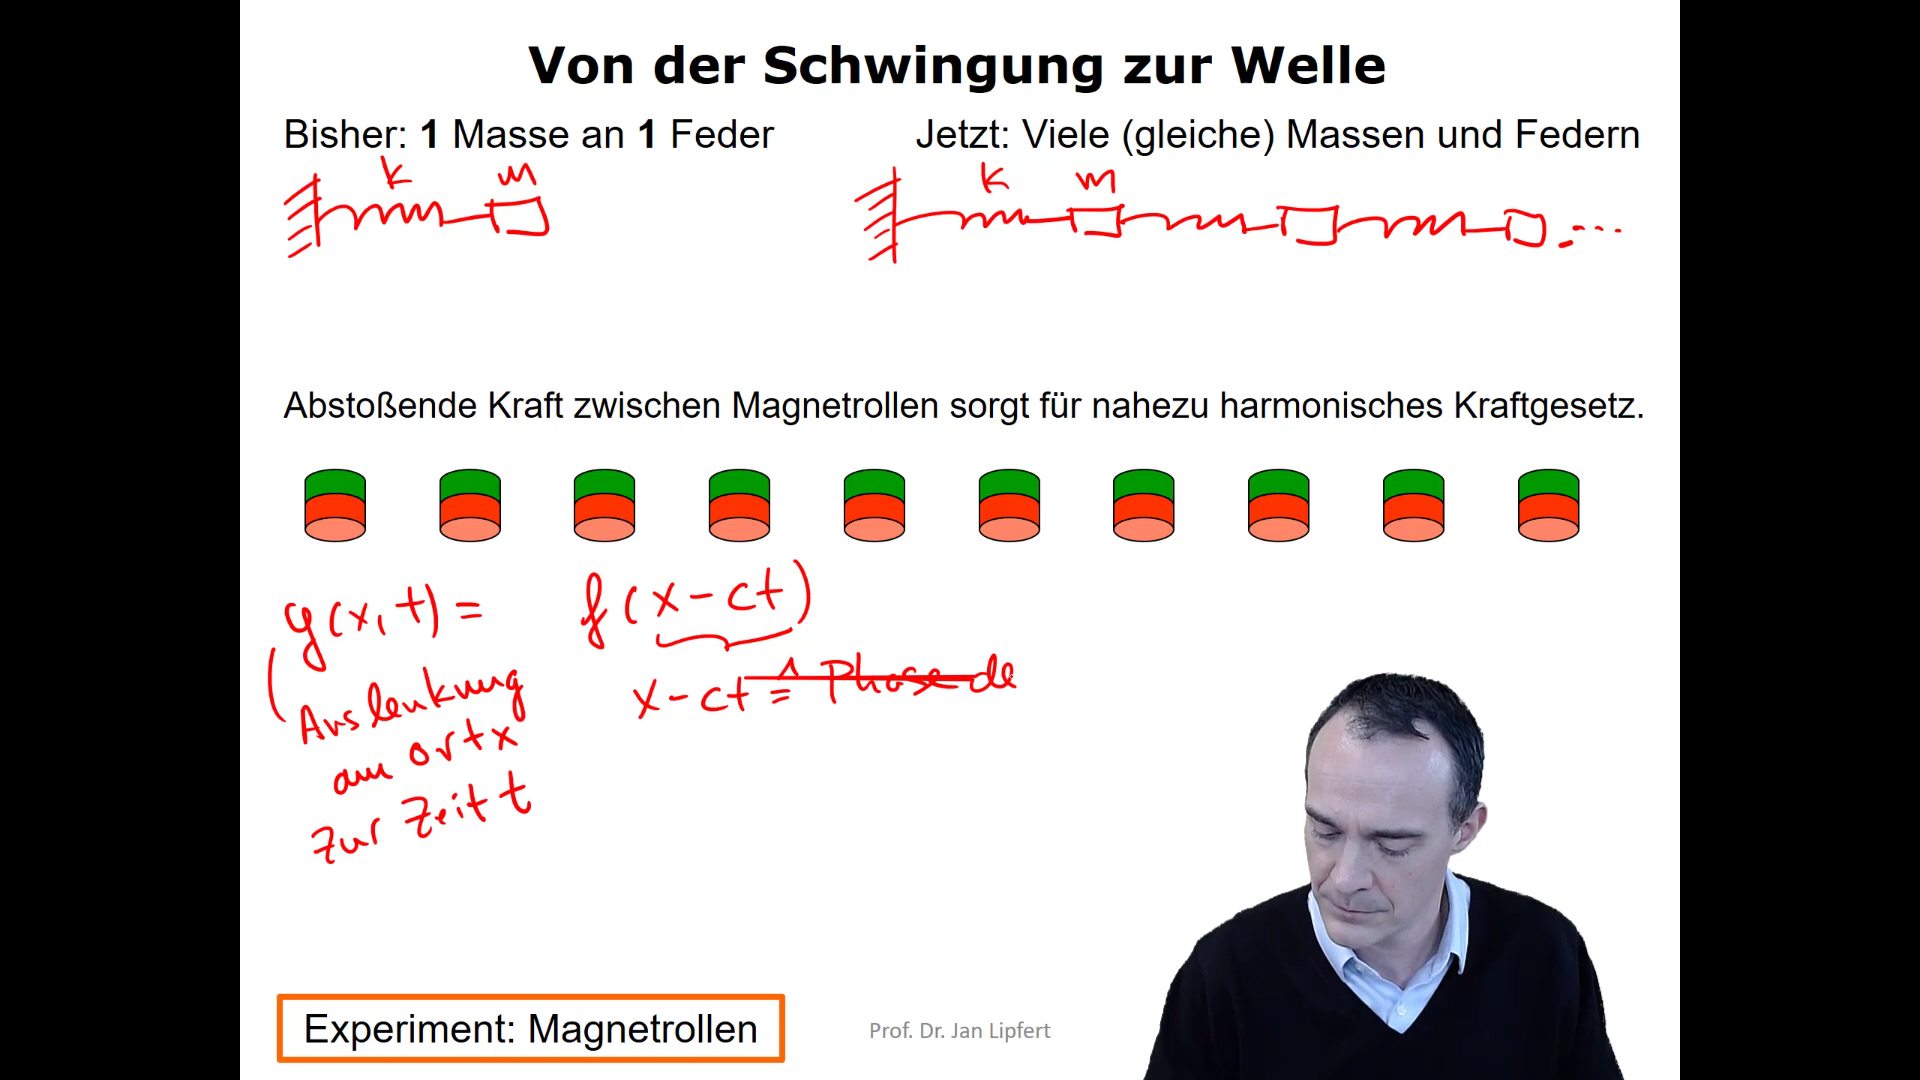 Von der Schwingung zur Welle
Bisher: 1 Masse an 1 Feder
Jetzt: Viele (gleiche) Massen und Federn
k m
k m
Abstoßende Kraft zwischen Magnetrollen sorgt für nahezu harmonisches Kraftgesetz.
y(x,t) = f(x-ct)
x-ct ≙ Phase de
Auslenkung
am Ort x
zur Zeit t
Experiment: Magnetrollen
Prof. Dr. Jan Lipfert